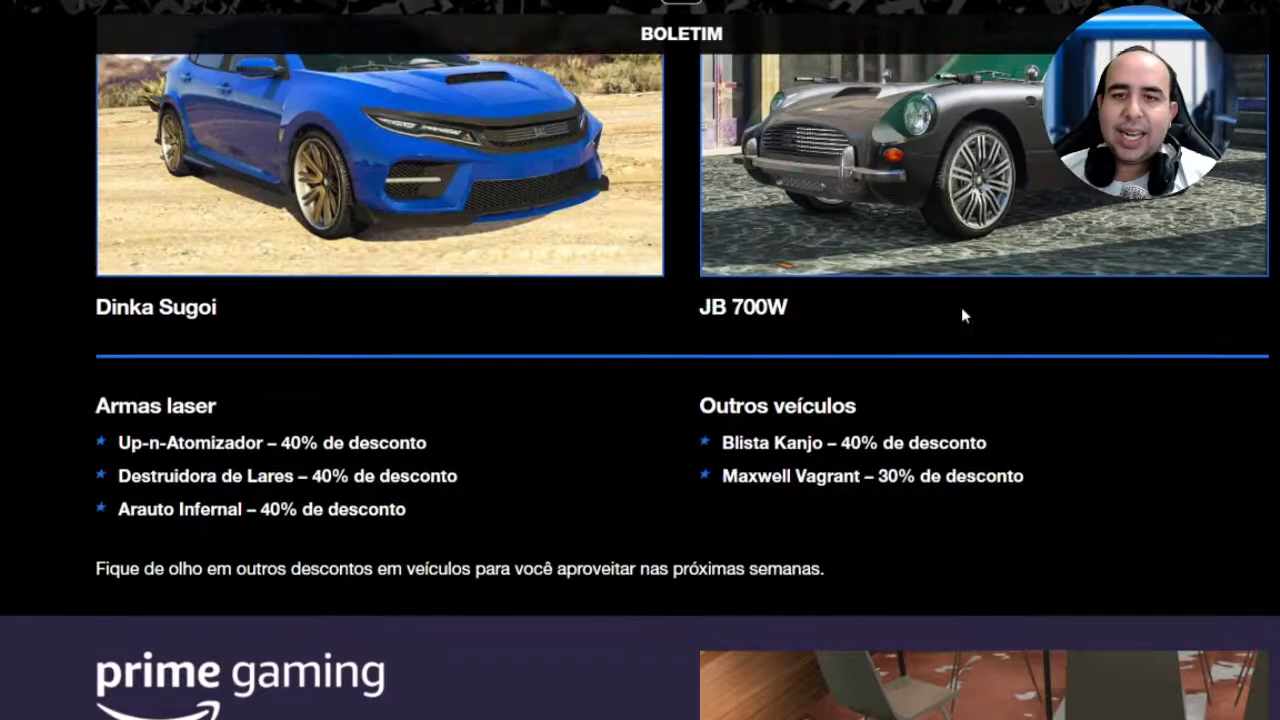 BOLETIM
Dinka Sugoi
JB 700W
Armas laser
Up-n-Atomizador – 40% de desconto
Destruidora de Lares – 40% de desconto
Arauto Infernal – 40% de desconto
Outros veículos
Blista Kanjo – 40% de desconto
Maxwell Vagrant – 30% de desconto
Fique de olho em outros descontos em veículos para você aproveitar nas próximas semanas.
prime gaming